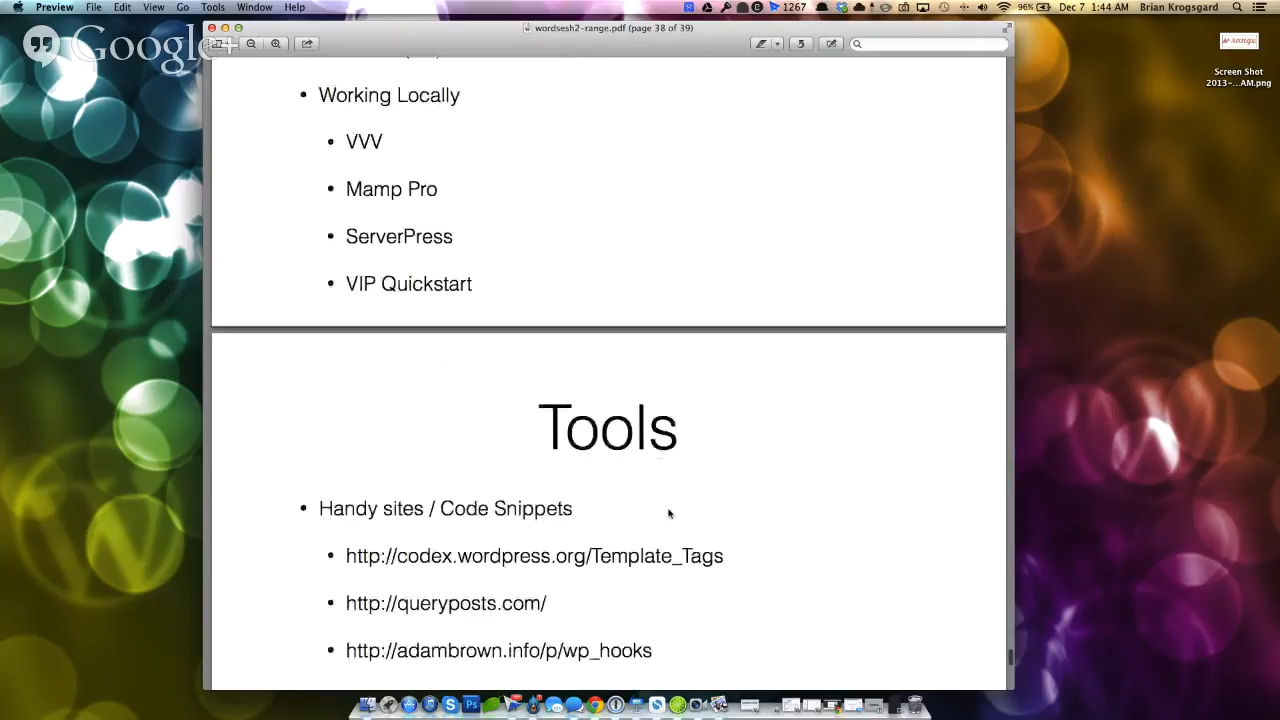 Preview File Edit View Go Tools Window Help 1267 96% Dec 7 1:44 AM Brian Krogsgard
Google+
wordsesh2-range.pdf (page 38 of 39)
range
Screen Shot
2013-...AM.png
• Working Locally
• VVV
• Mamp Pro
• ServerPress
• VIP Quickstart
Tools
• Handy sites / Code Snippets
• http://codex.wordpress.org/Template_Tags
• http://queryposts.com/
• http://adambrown.info/p/wp_hooks